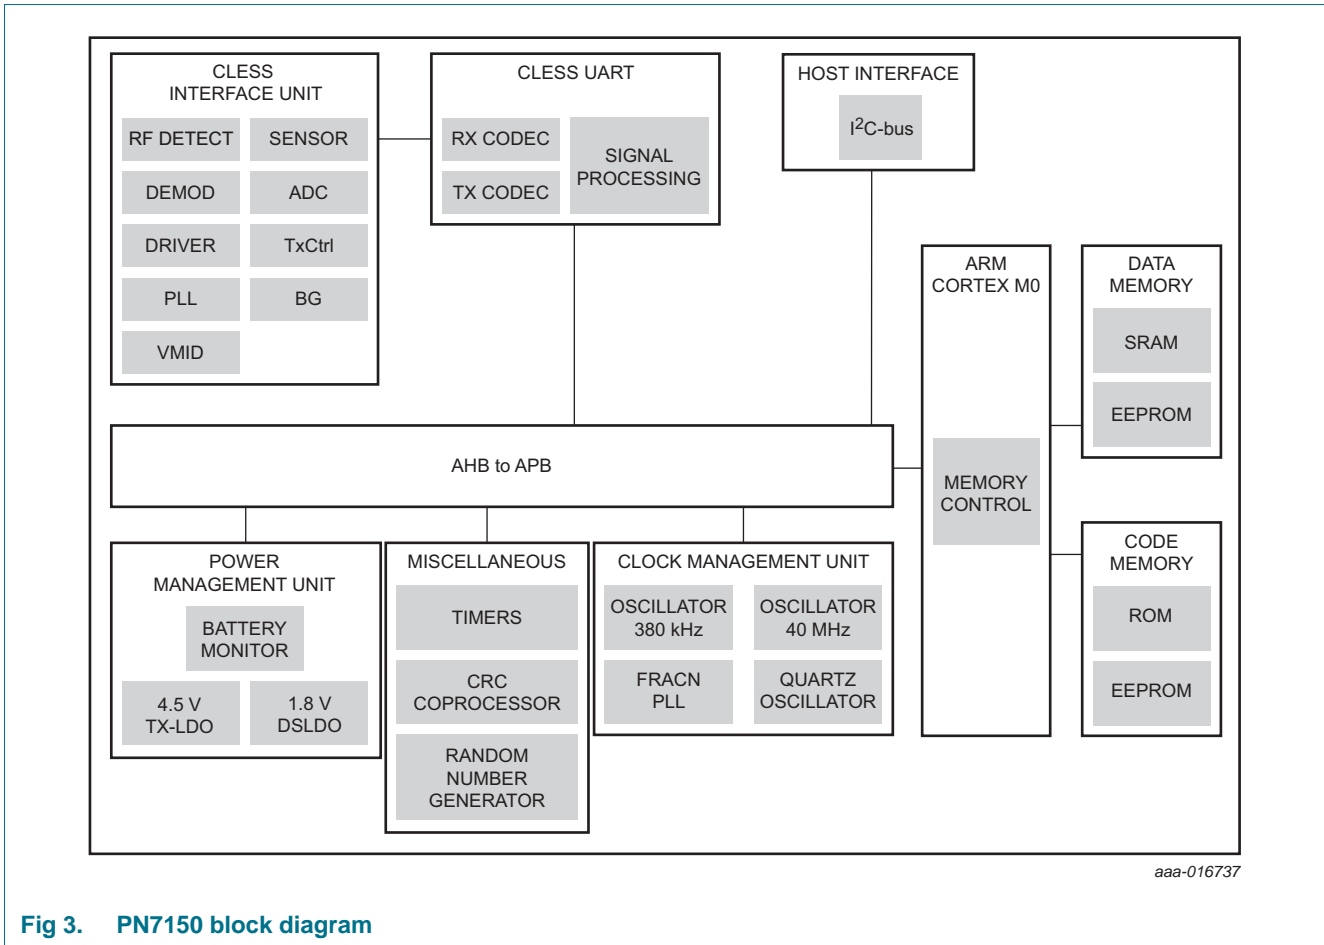 CLESS
INTERFACE UNIT
RF DETECT
SENSOR
DEMOD
ADC
DRIVER
TxCtrl
PLL
BG
VMID
CLESS UART
RX CODEC
TX CODEC
SIGNAL
PROCESSING
HOST INTERFACE
I²C-bus
ARM
CORTEX M0
MEMORY
CONTROL
DATA
MEMORY
SRAM
EEPROM
AHB to APB
CODE
MEMORY
ROM
EEPROM
POWER
MANAGEMENT UNIT
BATTERY
MONITOR
4.5 V
TX-LDO
1.8 V
DSLDO
MISCELLANEOUS
TIMERS
CRC
COPROCESSOR
RANDOM
NUMBER
GENERATOR
CLOCK MANAGEMENT UNIT
OSCILLATOR
380 kHz
OSCILLATOR
40 MHz
FRACN
PLL
QUARTZ
OSCILLATOR
aaa-016737
Fig 3. PN7150 block diagram